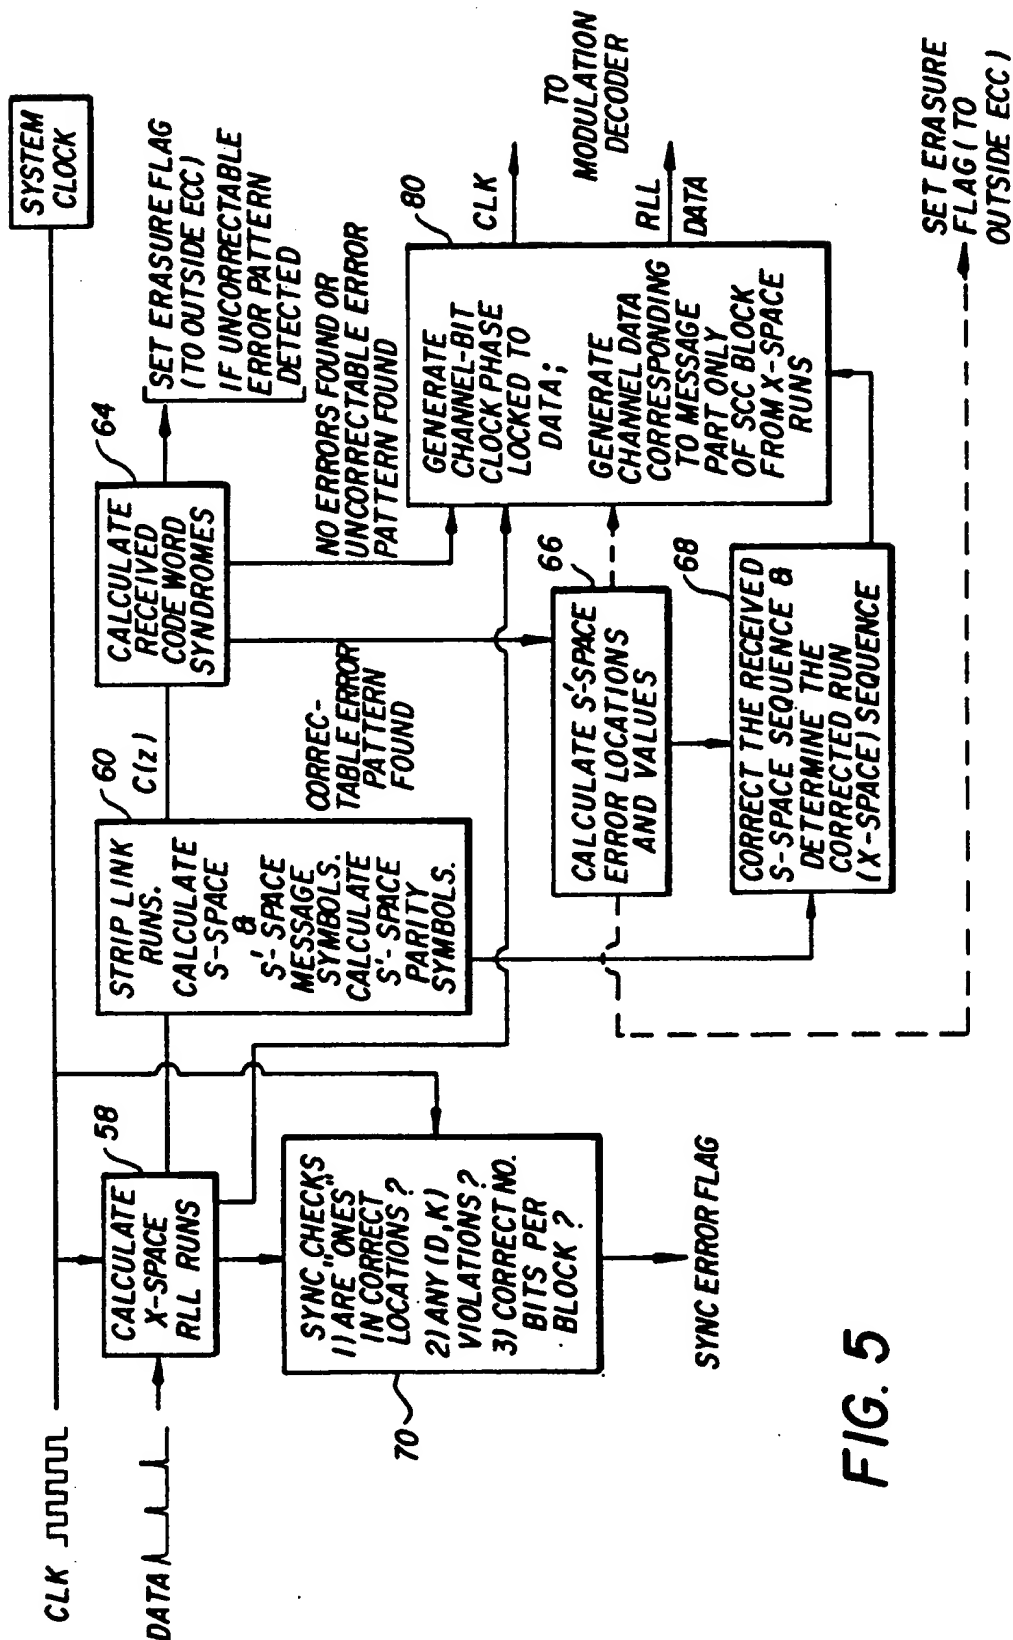 CLK
DATA
SYSTEM
CLOCK
58
CALCULATE
X-SPACE
RLL RUNS
60
STRIP LINK
RUNS.
CALCULATE
S-SPACE
&
S'-SPACE
MESSAGE
SYMBOLS.
CALCULATE
S'-SPACE
PARITY
SYMBOLS.
C(z)
64
CALCULATE
RECEIVED
CODE WORD
SYNDROMES
SET ERASURE FLAG
(TO OUTSIDE ECC)
IF UNCORRECTABLE
ERROR PATTERN
DETECTED
NO ERRORS FOUND OR
UNCORRECTABLE ERROR
PATTERN FOUND
CORREC-
TABLE ERROR
PATTERN
FOUND
70
SYNC CHECKS
1) ARE "ONES"
IN CORRECT
LOCATIONS?
2) ANY (D,K)
VIOLATIONS?
3) CORRECT NO.
BITS PER
BLOCK?
SYNC ERROR FLAG
66
CALCULATE S'-SPACE
ERROR LOCATIONS
AND VALUES
68
CORRECT THE RECEIVED
S-SPACE SEQUENCE &
DETERMINE THE
CORRECTED RUN
(X-SPACE) SEQUENCE
80
GENERATE
CHANNEL-BIT
CLOCK PHASE
LOCKED TO
DATA;
GENERATE
CHANNEL DATA
CORRESPONDING
TO MESSAGE
PART ONLY
OF SCC BLOCK
FROM X-SPACE
RUNS
CLK
RLL
DATA
TO
MODULATION
DECODER
SET ERASURE
FLAG (TO
OUTSIDE ECC)
FIG. 5